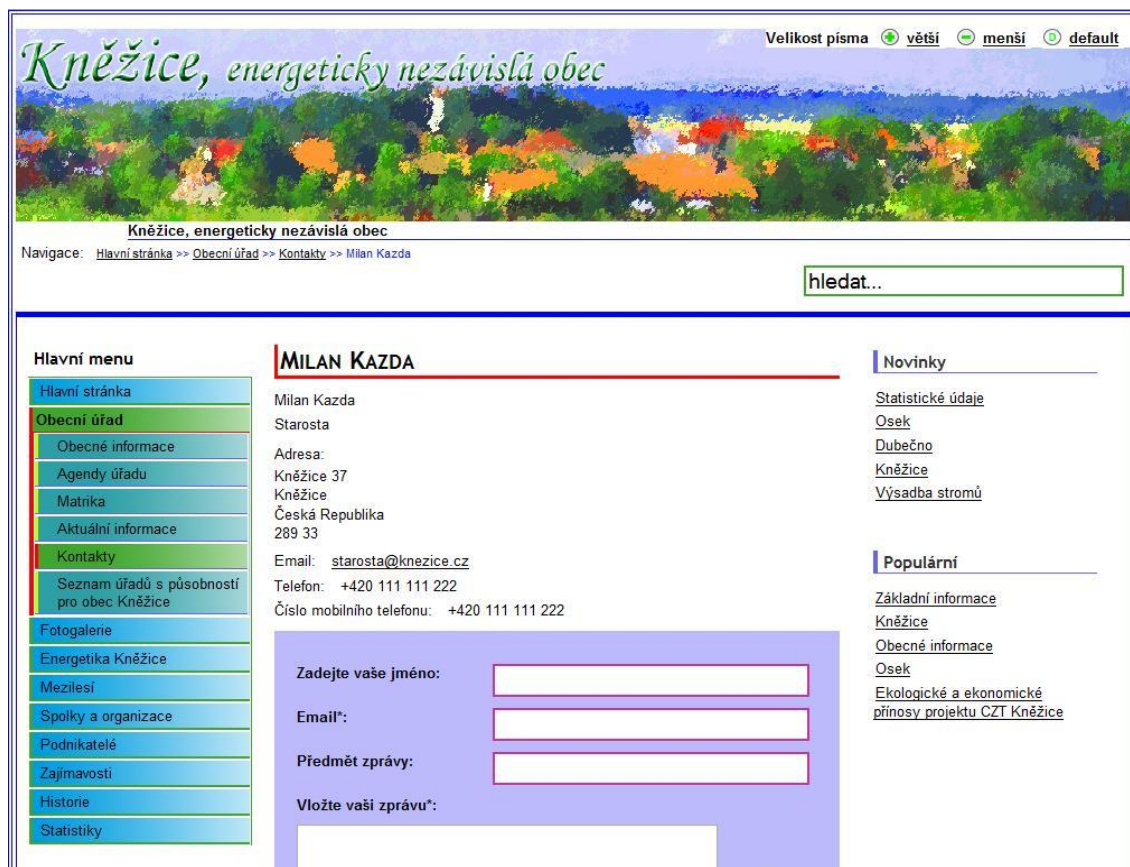 Velikost písma větší menší default
Kněžice, energeticky nezávislá obec
Kněžice, energeticky nezávislá obec
Navigace: Hlavní stránka >> Obecní úřad >> Kontakty >> Milan Kazda
hledat...
Hlavní menu
Hlavní stránka
Obecní úřad
Obecné informace
Agendy úřadu
Matrika
Aktuální informace
Kontakty
Seznam úřadů s působností
pro obec Kněžice
Fotogalerie
Energetika Kněžice
Mezilesí
Spolky a organizace
Podnikatelé
Zajímavosti
Historie
Statistiky
Milan Kazda
Milan Kazda
Starosta
Adresa:
Kněžice 37
Kněžice
Česká Republika
289 33
Email: starosta@knezice.cz
Telefon: +420 111 111 222
Číslo mobilního telefonu: +420 111 111 222
Zadejte vaše jméno:
Email*:
Předmět zprávy:
Vložte vaši zprávu*:
Novinky
Statistické údaje
Osek
Dubečno
Kněžice
Výsadba stromů
Populární
Základní informace
Kněžice
Obecné informace
Osek
Ekologické a ekonomické
přínosy projektu CZT Kněžice